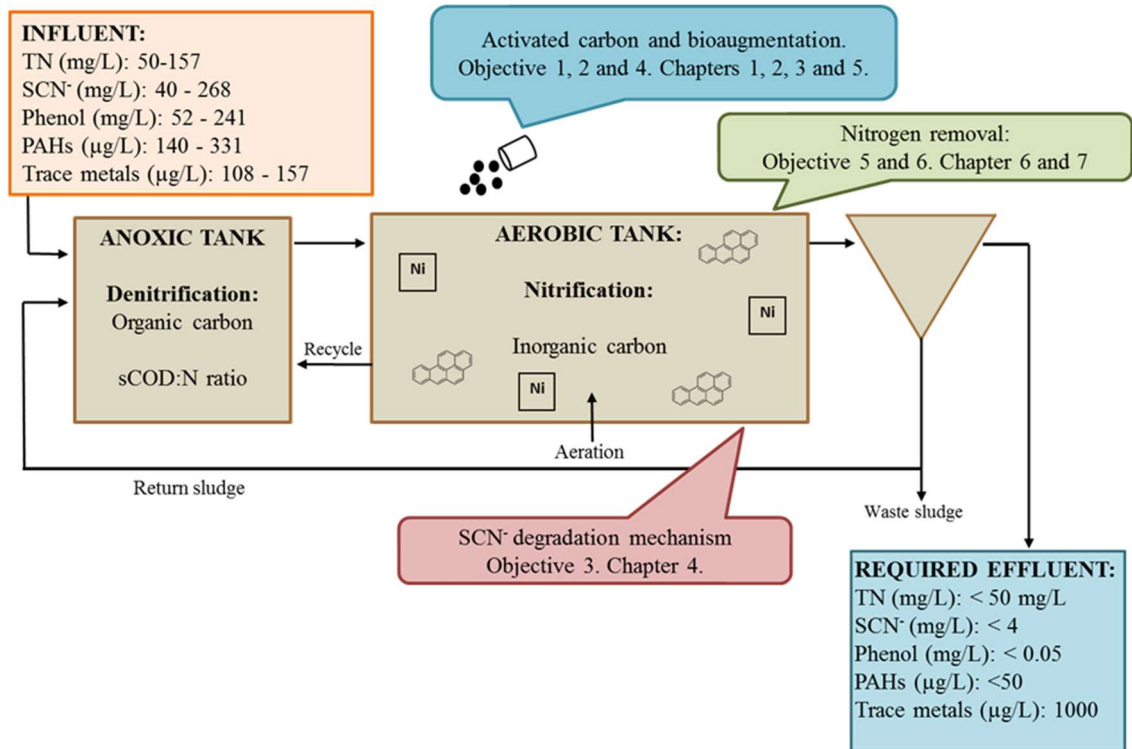 INFLUENT:
TN (mg/L): 50-157
SCN⁻ (mg/L): 40 - 268
Phenol (mg/L): 52 - 241
PAHs (µg/L): 140 - 331
Trace metals (µg/L): 108 - 157
Activated carbon and bioaugmentation.
Objective 1, 2 and 4. Chapters 1, 2, 3 and 5.
Nitrogen removal:
Objective 5 and 6. Chapter 6 and 7
ANOXIC TANK
Denitrification:
Organic carbon
sCOD:N ratio
Recycle
AEROBIC TANK:
Nitrification:
Inorganic carbon
Ni
Ni
Ni
Aeration
Return sludge
Waste sludge
SCN⁻ degradation mechanism
Objective 3. Chapter 4.
REQUIRED EFFLUENT:
TN (mg/L): < 50 mg/L
SCN⁻ (mg/L): < 4
Phenol (mg/L): < 0.05
PAHs (µg/L): <50
Trace metals (µg/L): 1000